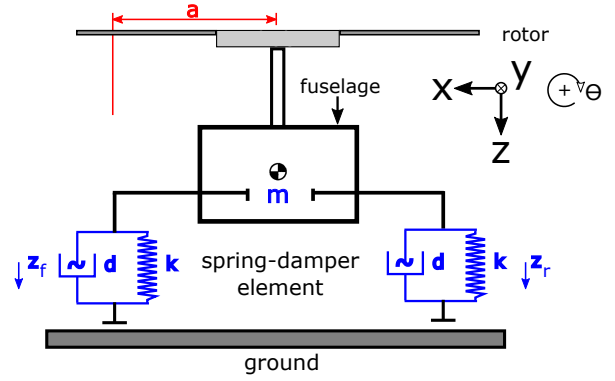 a
rotor
fuselage
x
y
+ Θ
z
m
z_f
d
k
spring-damper
element
d
k
z_r
ground